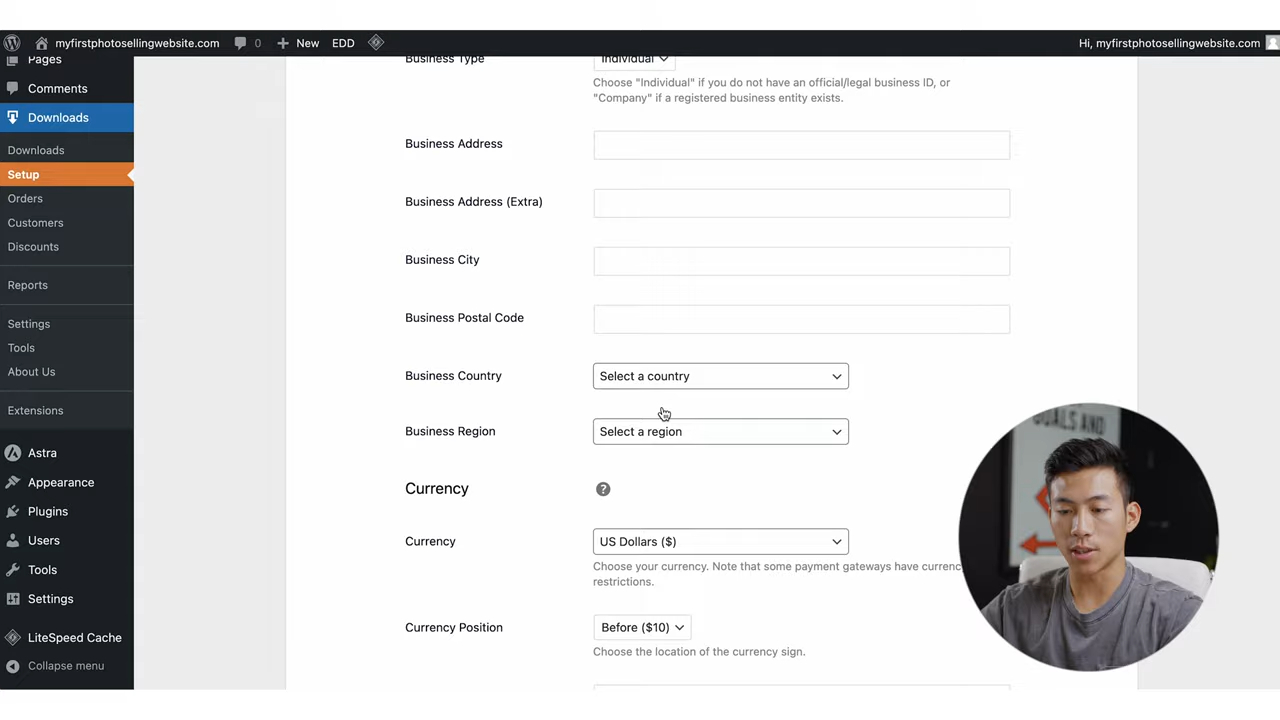 myfirstphotosellingwebsite.com 0 New EDD Hi, myfirstphotosellingwebsite.com
Pages
Comments
Downloads
Downloads
Setup
Orders
Customers
Discounts
Reports
Settings
Tools
About Us
Extensions
Astra
Appearance
Plugins
Users
Tools
Settings
LiteSpeed Cache
Collapse menu
Business Type Individual
Choose "Individual" if you do not have an official/legal business ID, or
"Company" if a registered business entity exists.
Business Address
Business Address (Extra)
Business City
Business Postal Code
Business Country Select a country
Business Region Select a region
Currency ?
Currency US Dollars ($)
Choose your currency. Note that some payment gateways have currenc
restrictions.
Currency Position Before ($10)
Choose the location of the currency sign.
GOALS AND